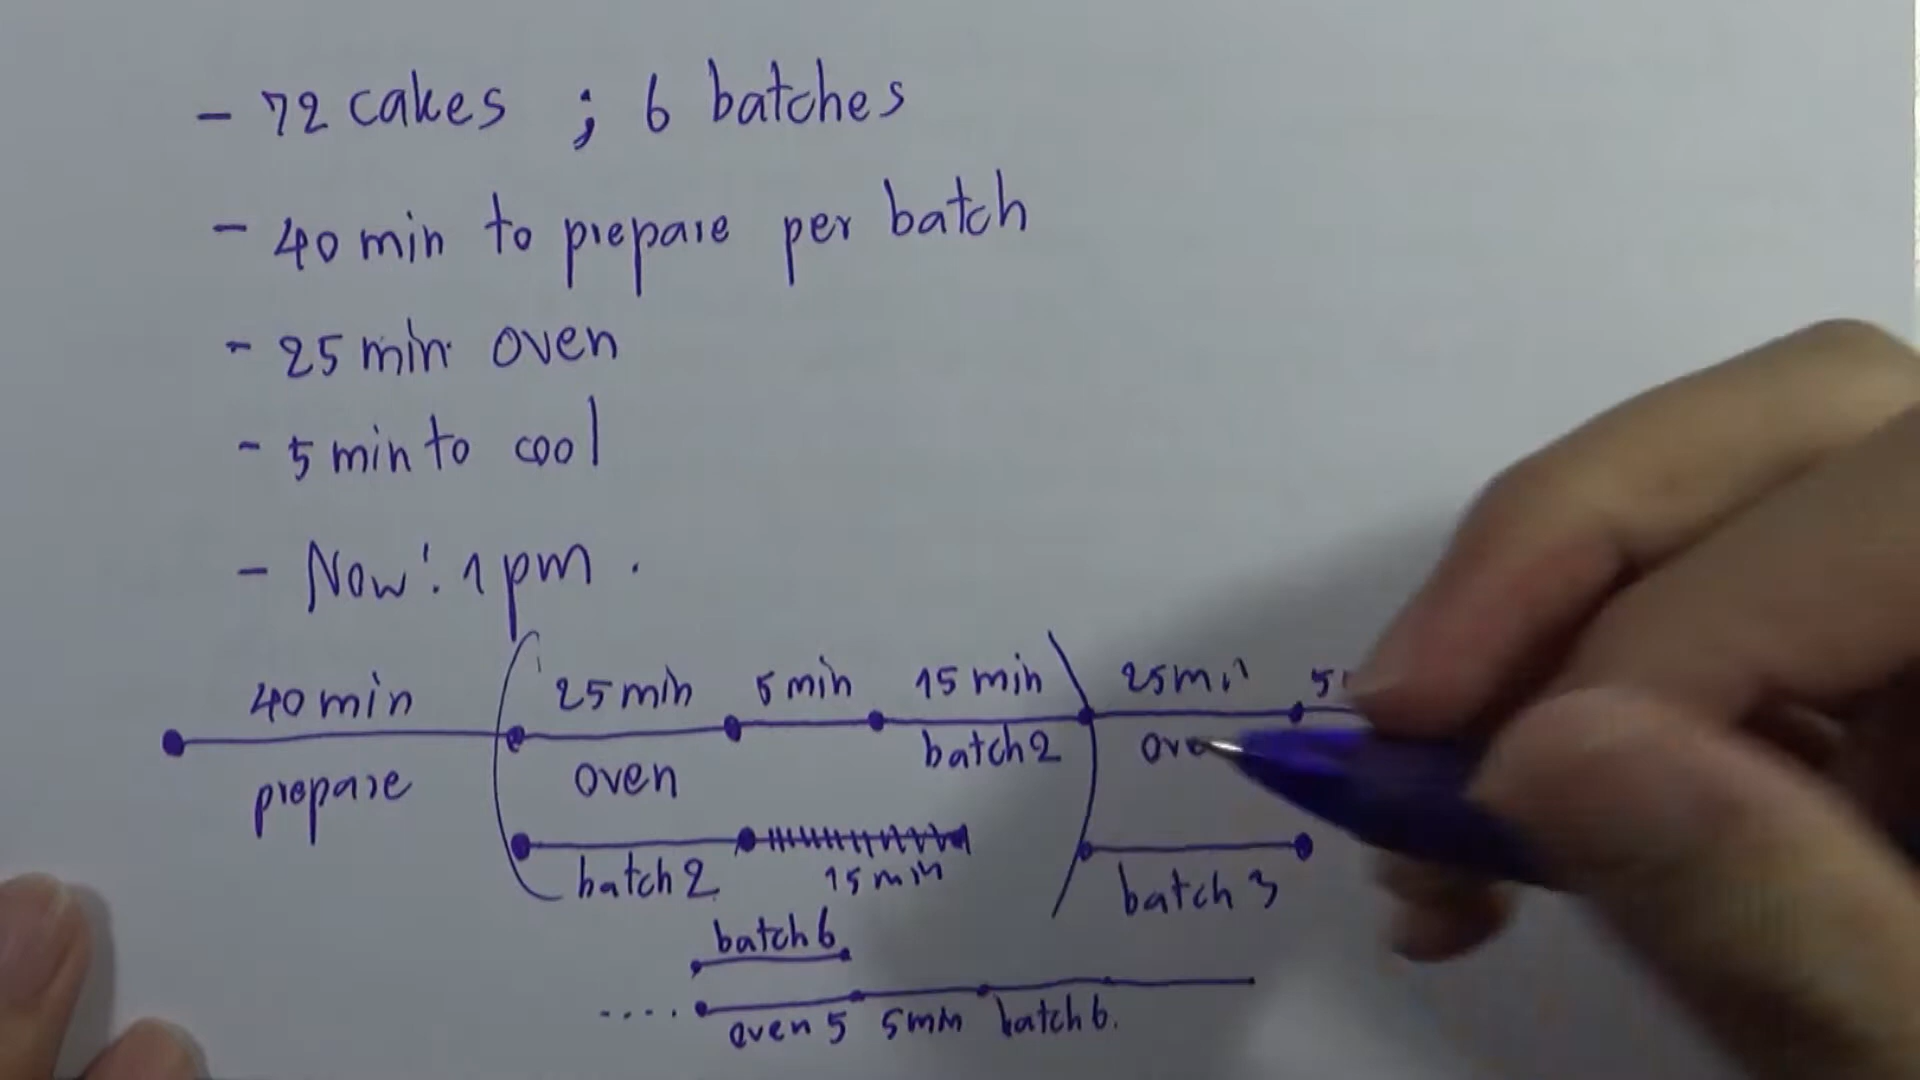 - 72 cakes ; 6 batches
- 40 min to prepare per batch
- 25 min oven
- 5 min to cool
- Now: 1 pm.
40 min 25 min 5 min 15 min 25 min
prepare oven batch 2
batch 2 15 min batch 3
batch 6
.... oven 5 5 min batch 6.